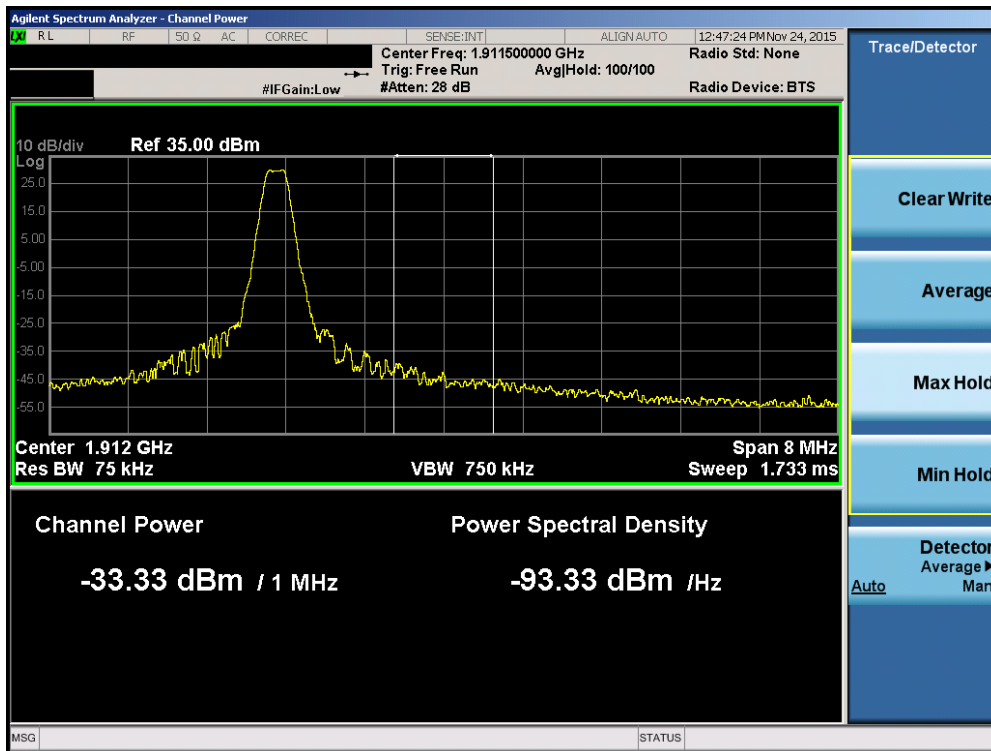 Agilent Spectrum Analyzer - Channel Power
LXI RL RF 50 Ω AC CORREC SENSE:INT ALIGN AUTO 12:47:24 PM Nov 24, 2015
Center Freq: 1.911500000 GHz Radio Std: None
Trig: Free Run Avg|Hold: 100/100
#IFGain:Low #Atten: 28 dB Radio Device: BTS
Trace/Detector
10 dB/div Ref 35.00 dBm
Log
25.0
15.0
5.00
-5.00
-15.0
-25.0
-35.0
-45.0
-55.0
Center 1.912 GHz Span 8 MHz
Res BW 75 kHz VBW 750 kHz Sweep 1.733 ms
Channel Power Power Spectral Density
-33.33 dBm / 1 MHz -93.33 dBm /Hz
Clear Write
Average
Max Hold
Min Hold
Detector
Average
Auto Man
MSG STATUS